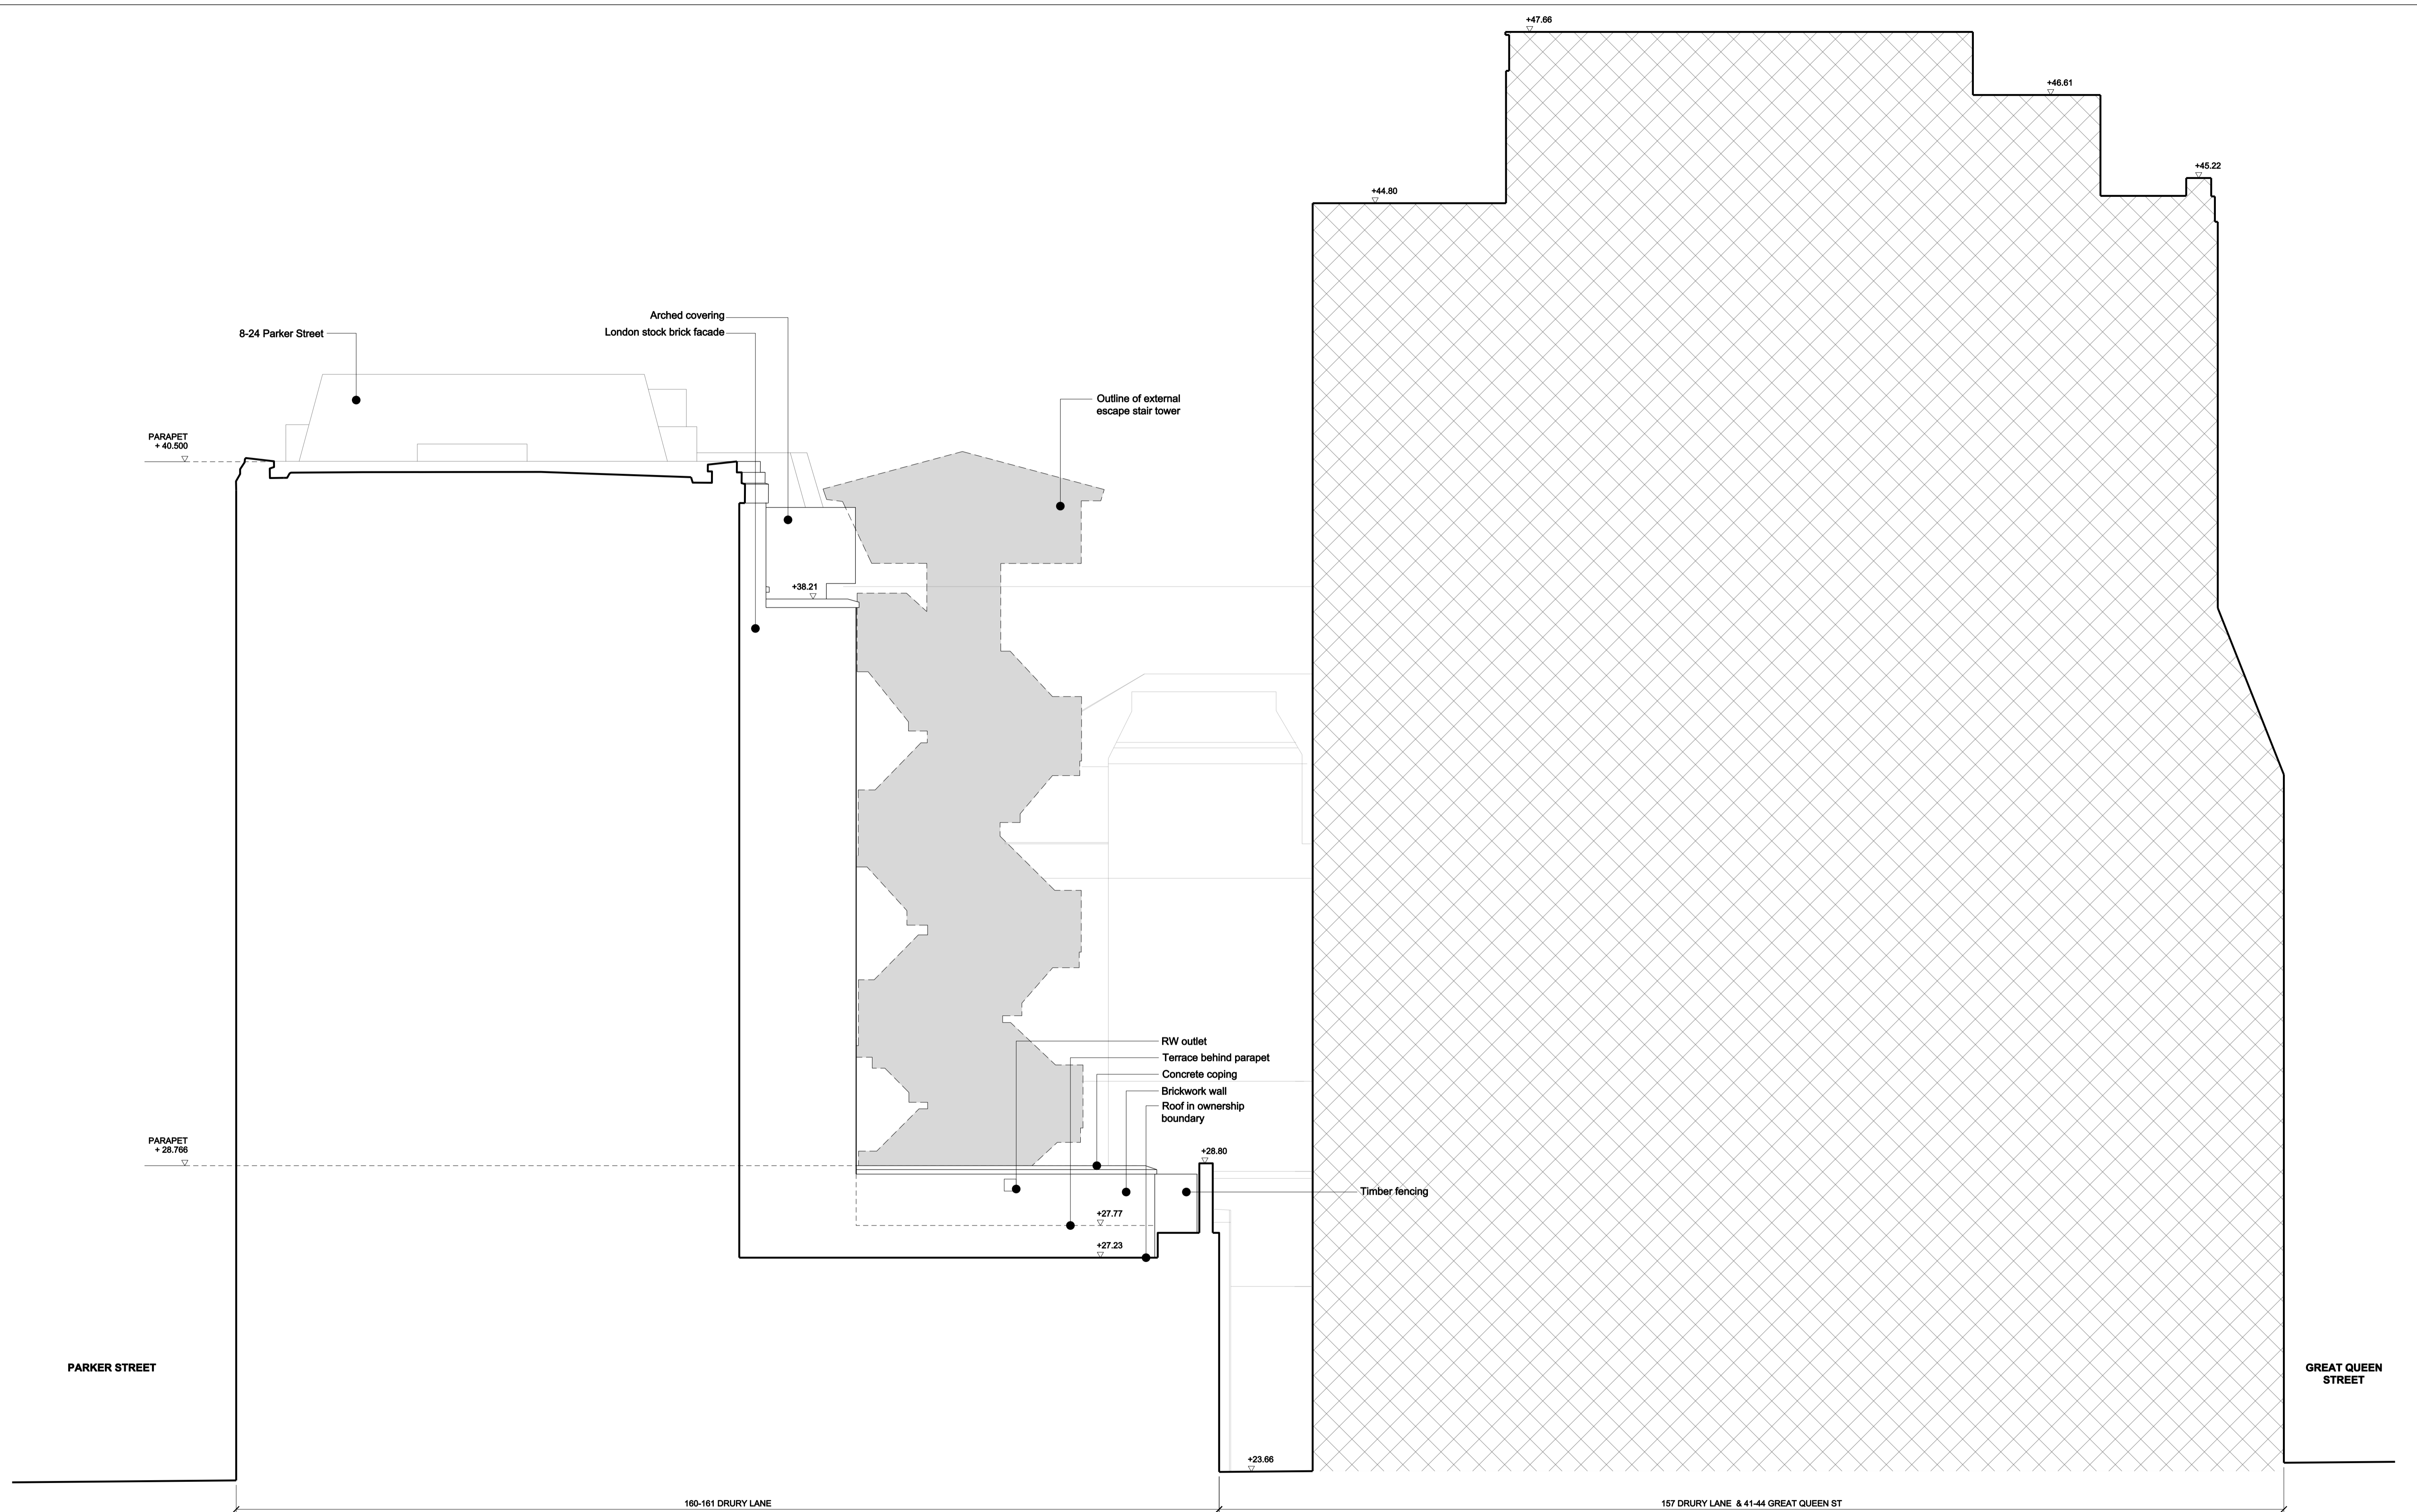 +47.66
+46.61
+45.22
+44.80
Arched covering
London stock brick facade
8-24 Parker Street
Outline of external
escape stair tower
PARAPET
+ 40.500
+38.21
RW outlet
Terrace behind parapet
Concrete coping
Brickwork wall
Roof in ownership
boundary
PARAPET
+ 28.766
+28.80
Timber fencing
+27.77
+27.23
PARKER STREET
GREAT QUEEN
STREET
+23.66
160-161 DRURY LANE
157 DRURY LANE & 41-44 GREAT QUEEN ST